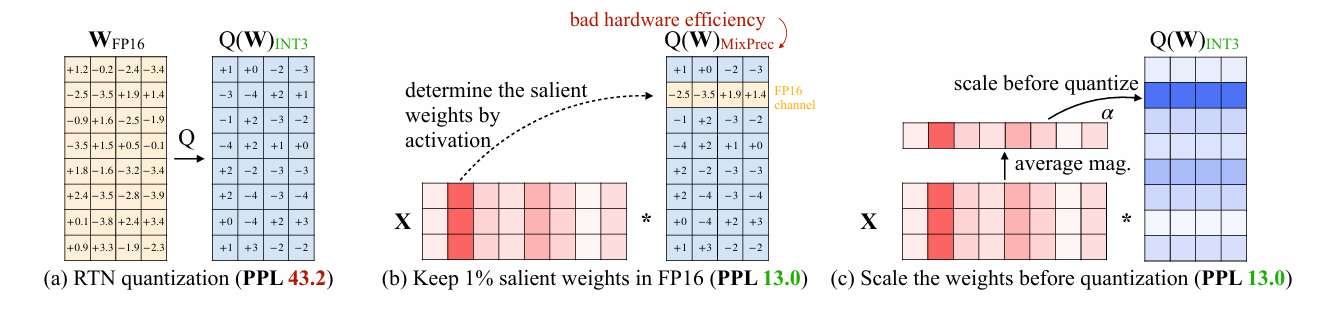 bad hardware efficiency
W FP16
Q(W) INT3
Q(W) MixPrec
Q(W) INT3
+1.2 −0.2 −2.4 −3.4
−2.5 −3.5 +1.9 +1.4
−0.9 +1.6 −2.5 −1.9
−3.5 +1.5 +0.5 −0.1
+1.8 −1.6 −3.2 −3.4
+2.4 −3.5 −2.8 −3.9
+0.1 −3.8 +2.4 +3.4
+0.9 +3.3 −1.9 −2.3
Q
+1 +0 −2 −3
−3 −4 +2 +1
−1 +2 −3 −2
−4 +2 +1 +0
+2 −2 −3 −3
+2 −4 −3 −4
+0 −4 +2 +3
+1 +3 −2 −2
(a) RTN quantization (PPL 43.2)
determine the salient
weights by
activation
X
*
+1 +0 −2 −3
−2.5 −3.5 +1.9 +1.4
−1 +2 −3 −2
−4 +2 +1 +0
+2 −2 −3 −3
+2 −4 −3 −4
+0 −4 +2 +3
+1 +3 −2 −2
FP16
channel
(b) Keep 1% salient weights in FP16 (PPL 13.0)
scale before quantize
α
average mag.
X
*
(c) Scale the weights before quantization (PPL 13.0)